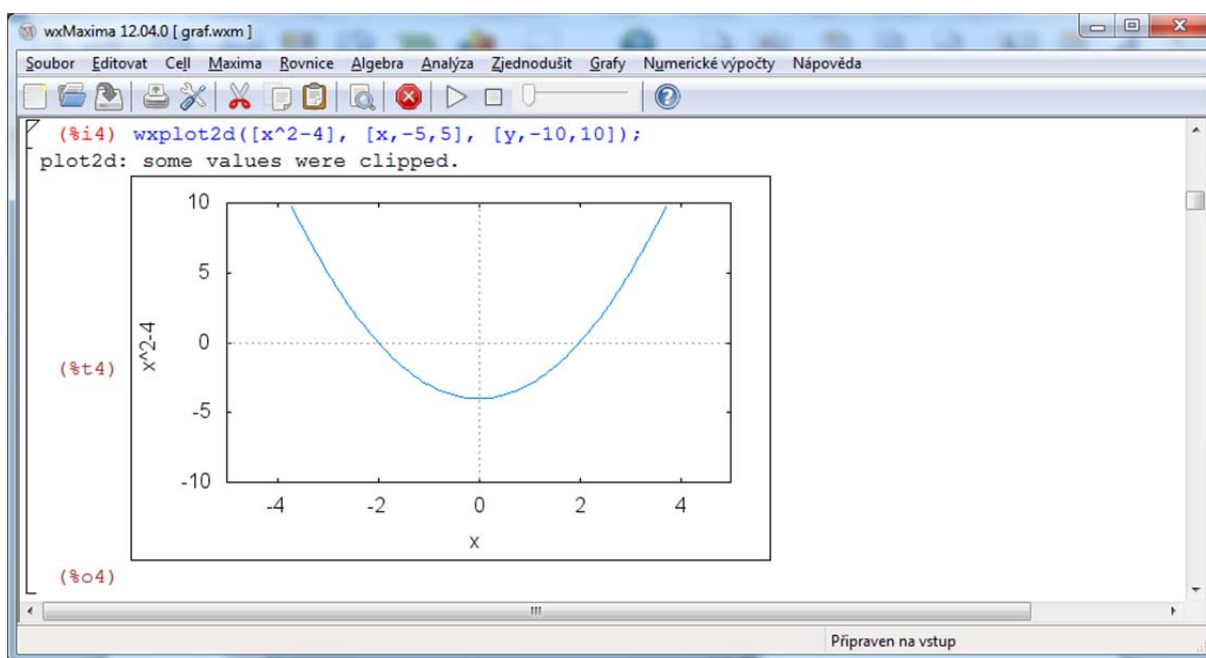 wxMaxima 12.04.0 [ graf.wxm ]
Soubor Editovat Cell Maxima Rovnice Algebra Analýza Zjednodušit Grafy Numerické výpočty Nápověda
(%i4) wxplot2d([x^2-4], [x,-5,5], [y,-10,10]);
plot2d: some values were clipped.
10
5
0
-5
-10
x^2-4
(%t4)
-4 -2 0 2 4
x
(%o4)
Připraven na vstup